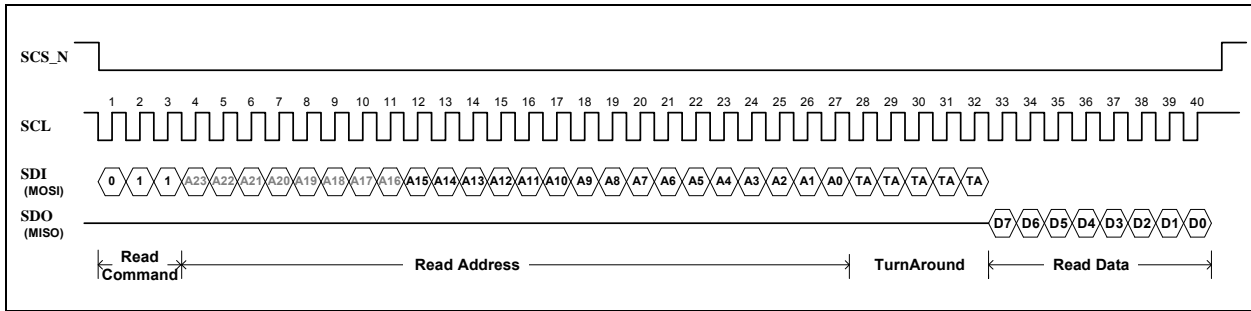 SCS_N
1 2 3 4 5 6 7 8 9 10 11 12 13 14 15 16 17 18 19 20 21 22 23 24 25 26 27 28 29 30 31 32 33 34 35 36 37 38 39 40
SCL
SDI
(MOSI)
0 1 1 A23 A22 A21 A20 A19 A18 A17 A16 A15 A14 A13 A12 A11 A10 A9 A8 A7 A6 A5 A4 A3 A2 A1 A0 TA TA TA TA TA
SDO
(MISO)
D7 D6 D5 D4 D3 D2 D1 D0
Read
Command
Read Address
TurnAround
Read Data